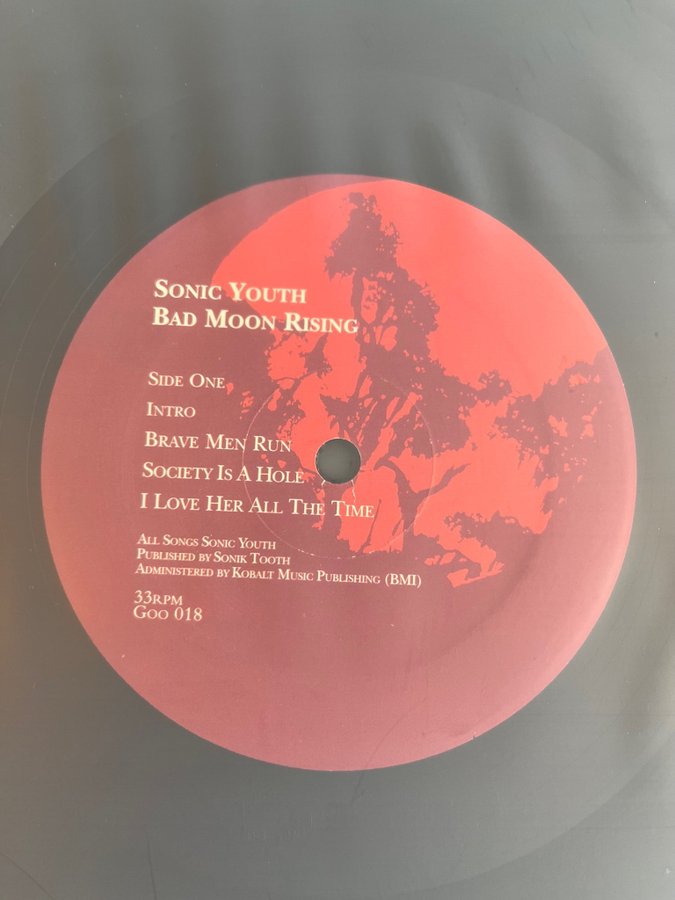 Sonic Youth
Bad Moon Rising
Side One
Intro
Brave Men Run
Society Is A Hole
I Love Her All The Time
All Songs Sonic Youth
Published by Sonik Tooth
Administered by Kobalt Music Publishing (BMI)
33rpm
Goo 018